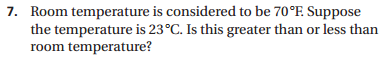 7. Room temperature is considered to be 70°F. Suppose
the temperature is 23°C. Is this greater than or less than
room temperature?